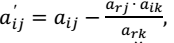 a'ᵢⱼ = aᵢⱼ − (aᵣⱼ · aᵢₖ) / aᵣₖ,